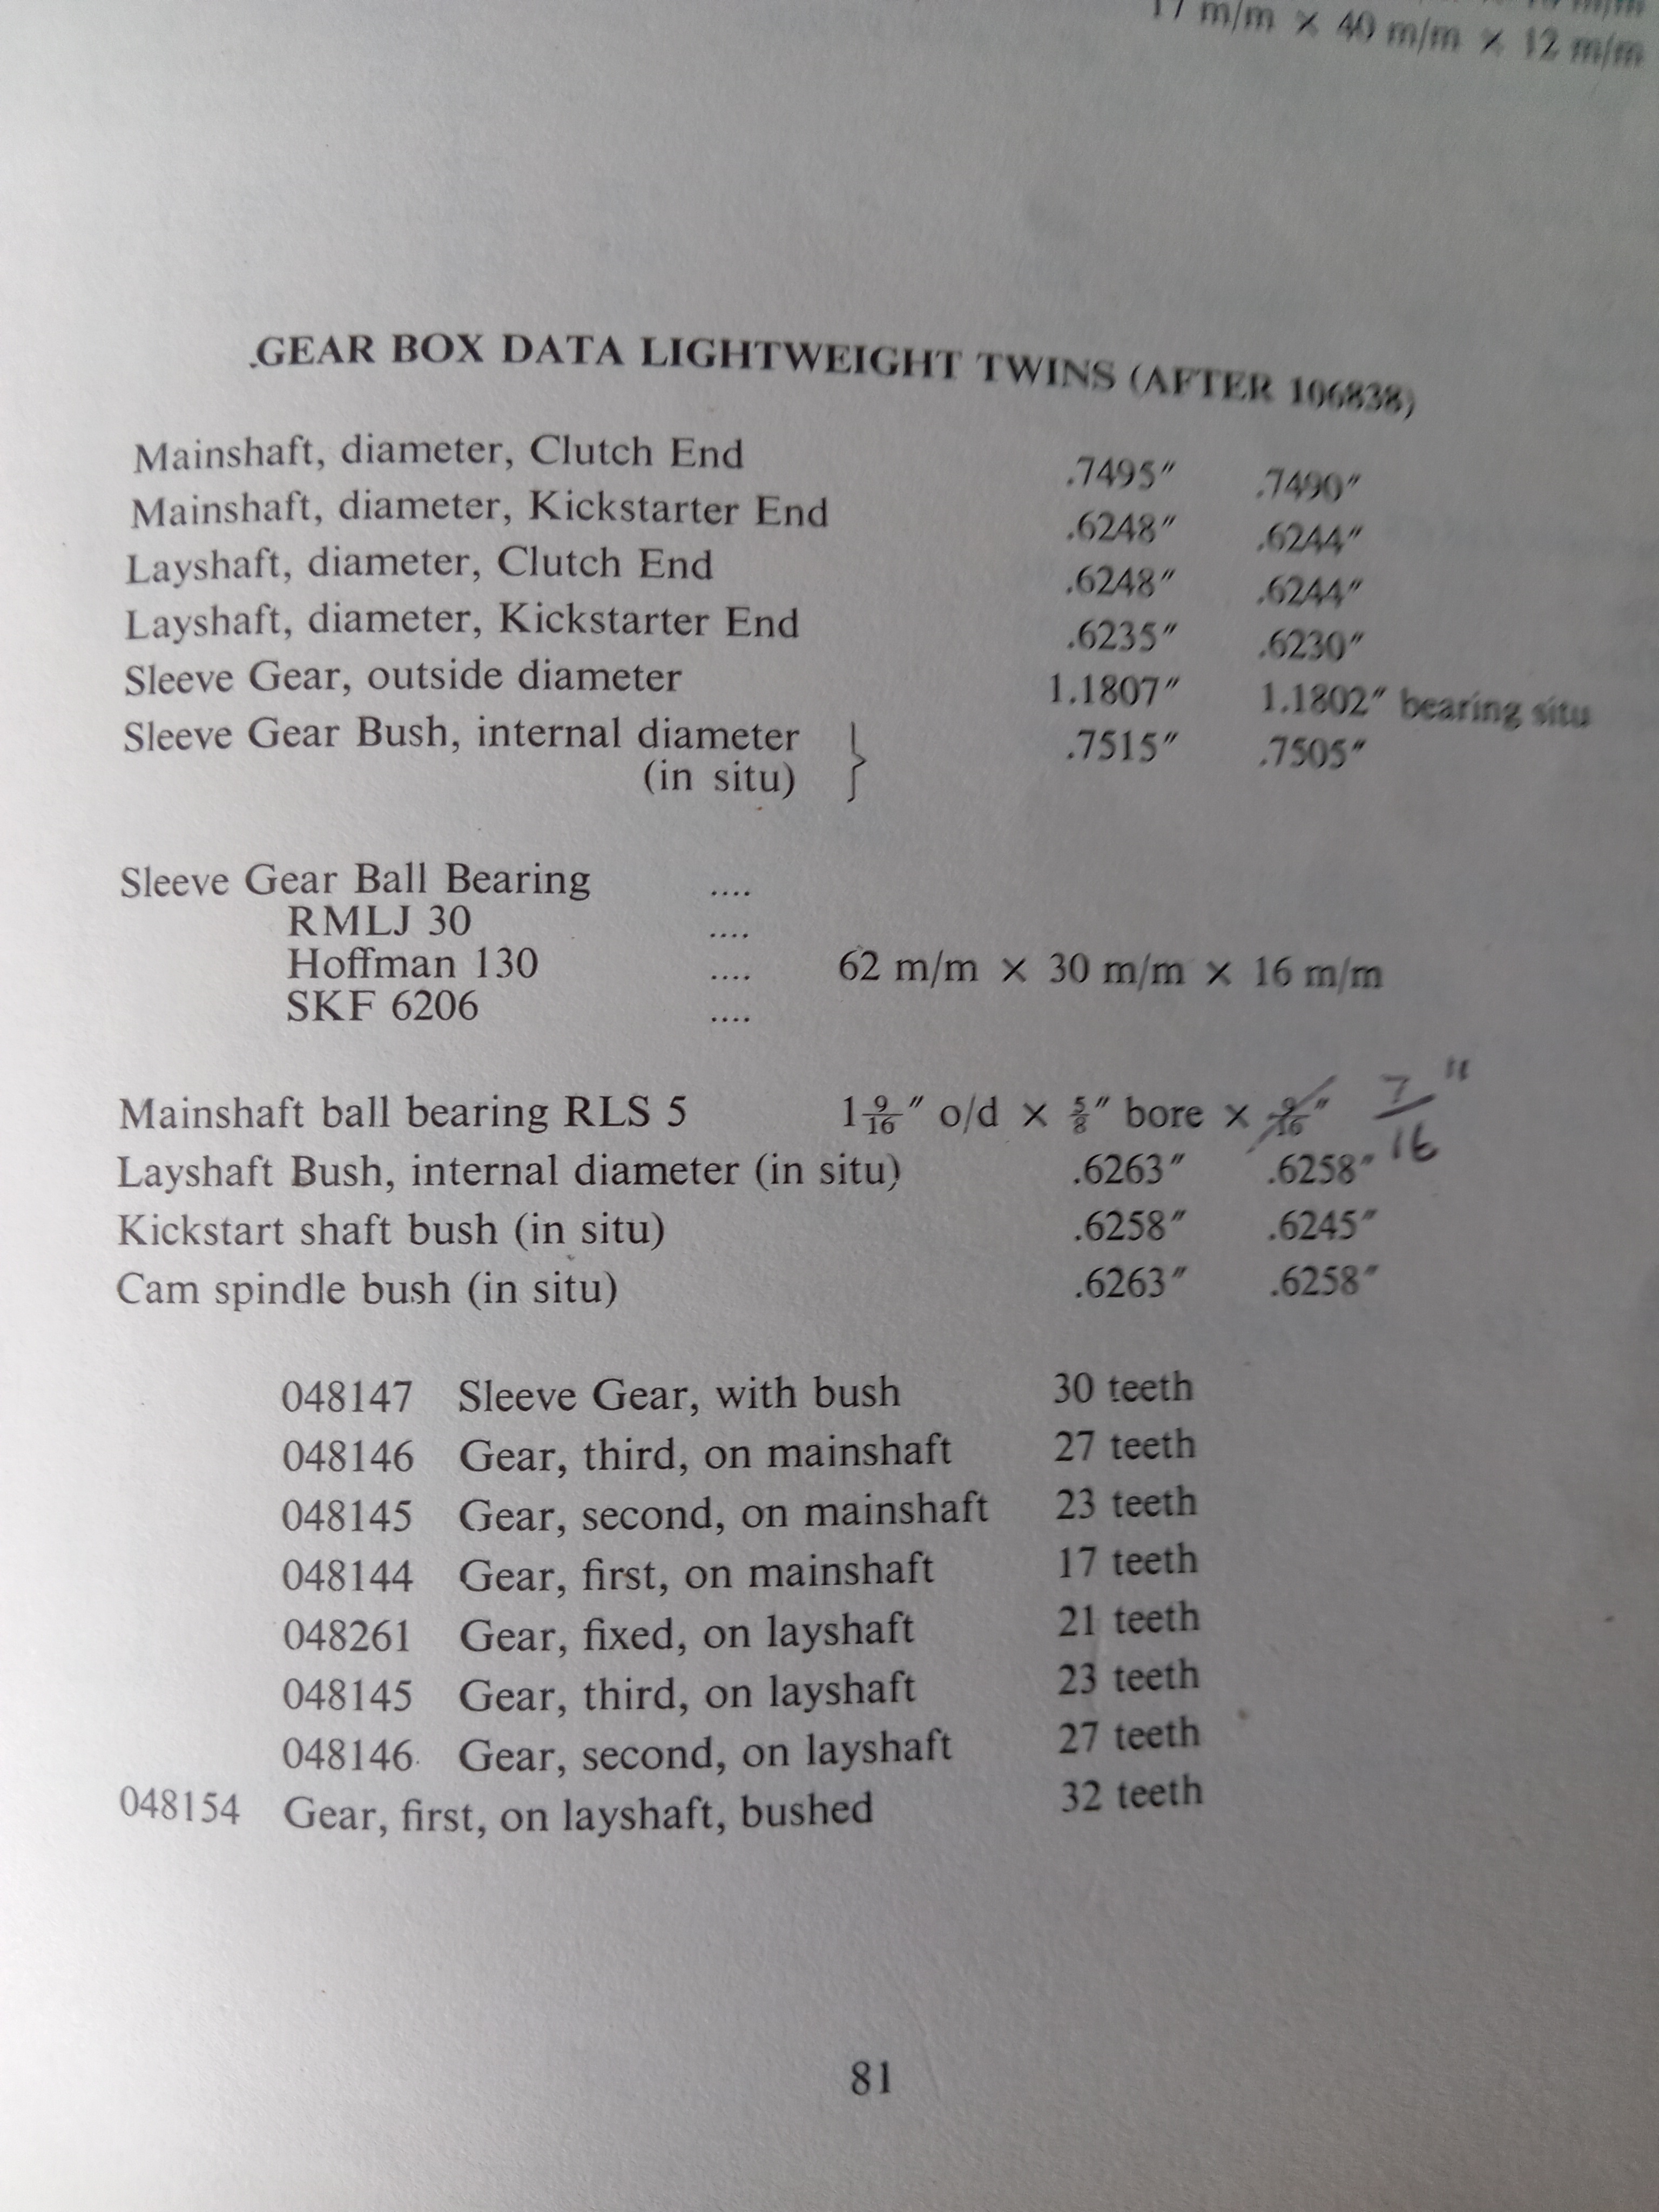 17 m/m × 40 m/m × 12 m/m
GEAR BOX DATA LIGHTWEIGHT TWINS (AFTER 106838)
Mainshaft, diameter, Clutch End .7495″ .7490″
Mainshaft, diameter, Kickstarter End .6248″ .6244″
Layshaft, diameter, Clutch End .6248″ .6244″
Layshaft, diameter, Kickstarter End .6235″ .6230″
Sleeve Gear, outside diameter 1.1807″ 1.1802″ bearing situ
Sleeve Gear Bush, internal diameter } .7515″ .7505″
(in situ)
Sleeve Gear Ball Bearing ....
RMLJ 30 ....
Hoffman 130 .... 62 m/m × 30 m/m × 16 m/m
SKF 6206 ....
Mainshaft ball bearing RLS 5 1 9/16″ o/d × 5/8″ bore × 9/16″ 7/16"
Layshaft Bush, internal diameter (in situ) .6263″ .6258″
Kickstart shaft bush (in situ) .6258″ .6245″
Cam spindle bush (in situ) .6263″ .6258″
048147 Sleeve Gear, with bush 30 teeth
048146 Gear, third, on mainshaft 27 teeth
048145 Gear, second, on mainshaft 23 teeth
048144 Gear, first, on mainshaft 17 teeth
048261 Gear, fixed, on layshaft 21 teeth
048145 Gear, third, on layshaft 23 teeth
048146 Gear, second, on layshaft 27 teeth
048154 Gear, first, on layshaft, bushed 32 teeth
81